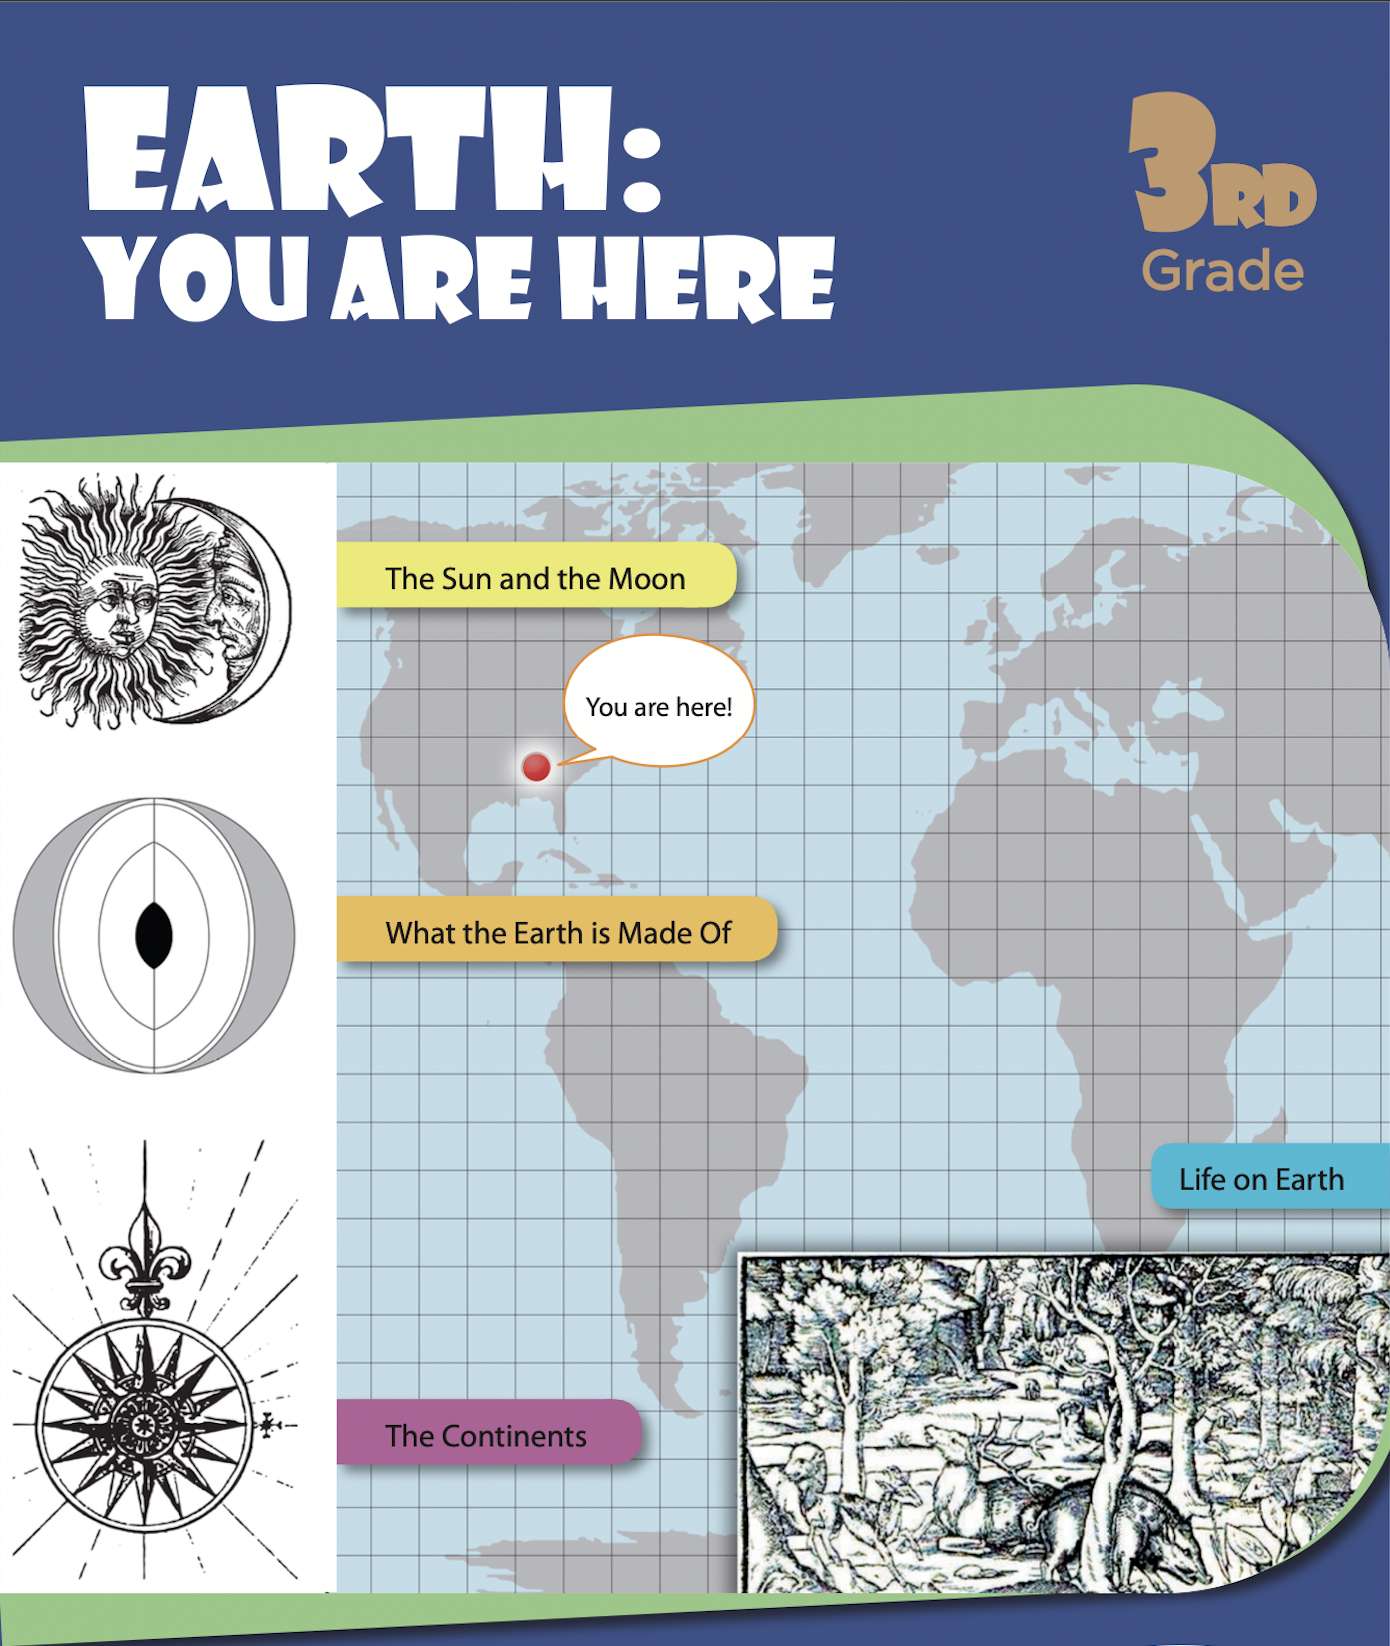 EARTH:
YOU ARE HERE
3RD
Grade
The Sun and the Moon
You are here!
What the Earth is Made Of
Life on Earth
The Continents